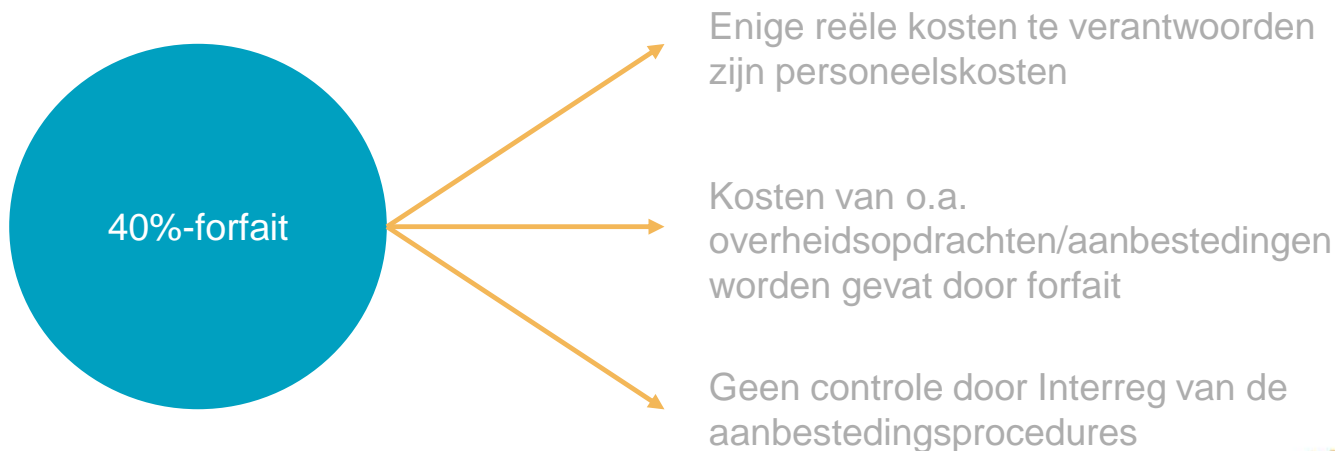 40%-forfait
Enige reële kosten te verantwoorden
zijn personeelskosten
Kosten van o.a.
overheidsopdrachten/aanbestedingen
worden gevat door forfait
Geen controle door Interreg van de
aanbestedingsprocedures